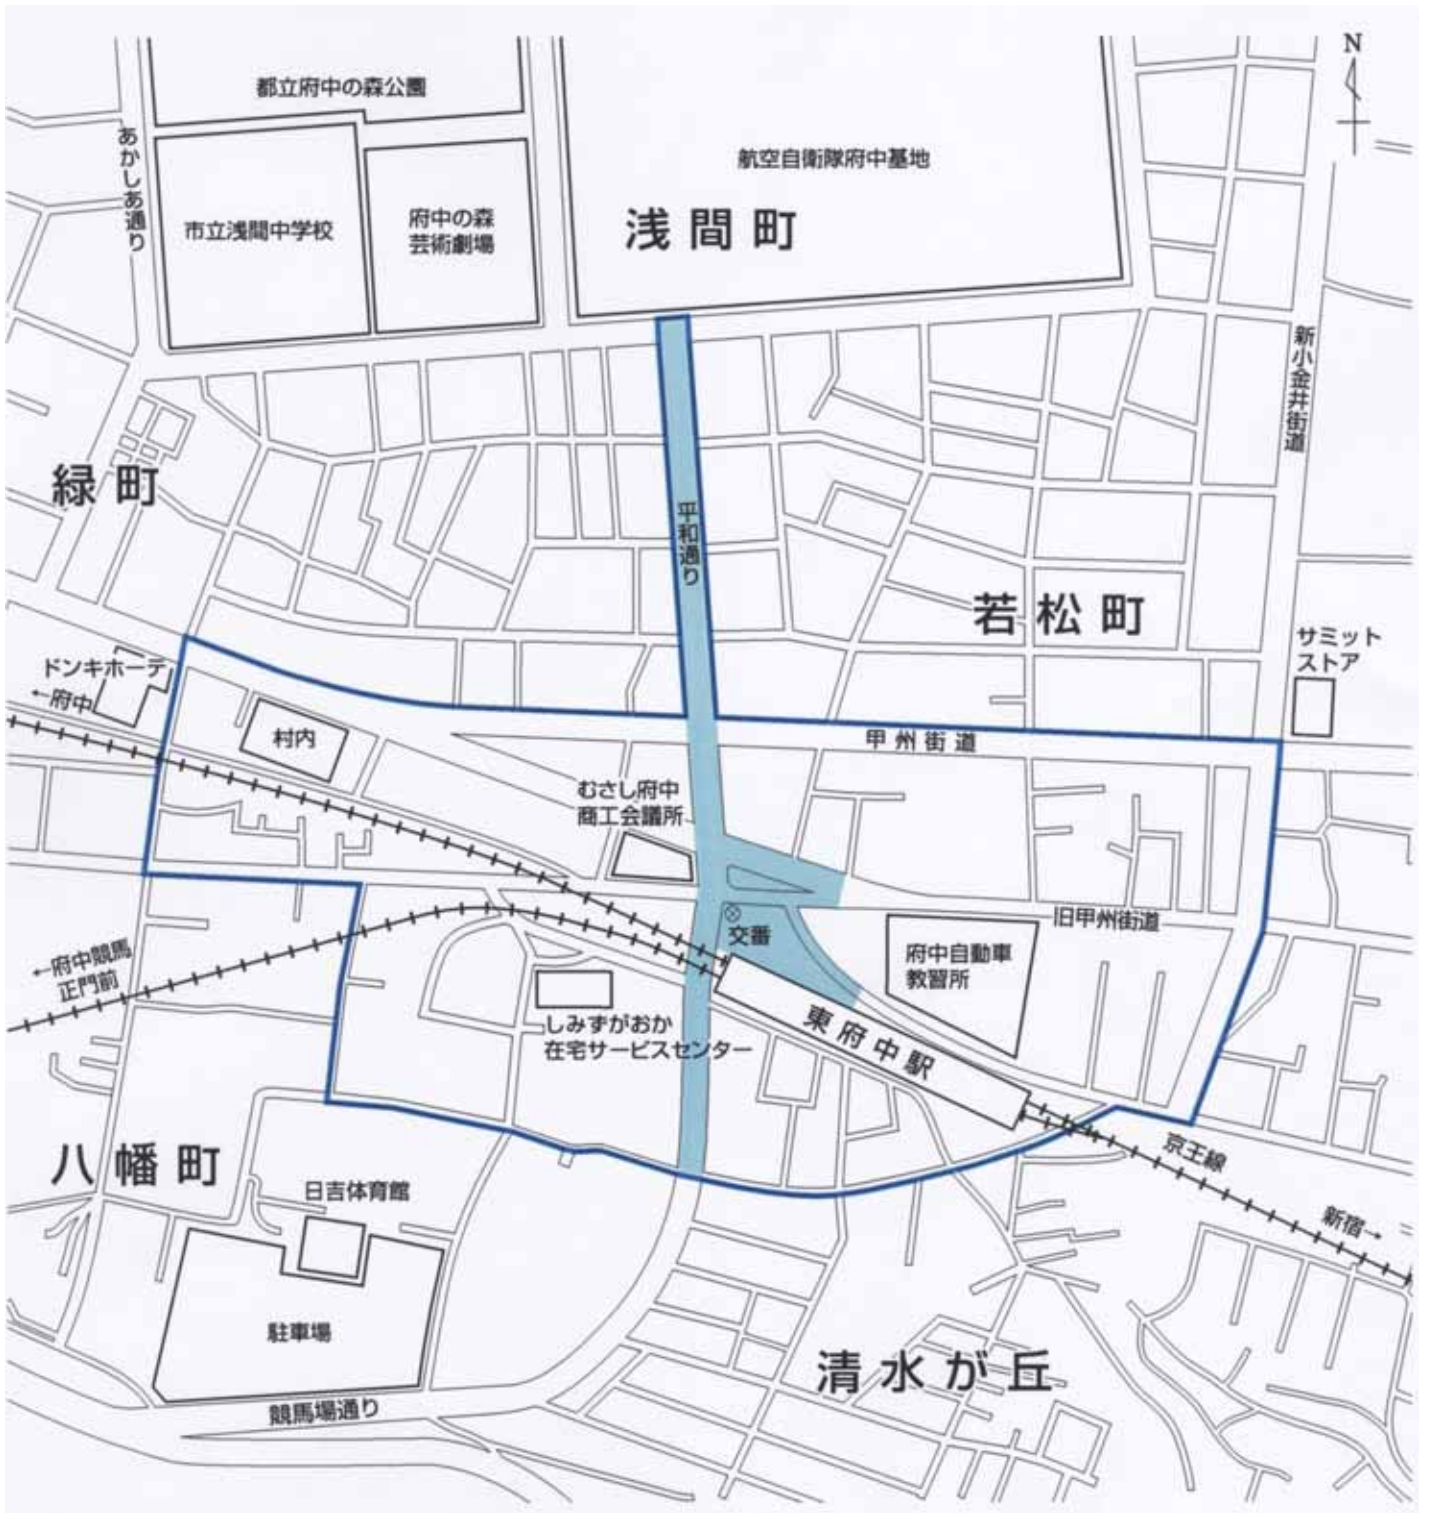 N
都立府中の森公園
あかしあ通り
航空自衛隊府中基地
市立浅間中学校
府中の森
芸術劇場
浅間町
新小金井街道
緑町
平和通り
若松町
サミット
ストア
ドンキホーテ
←府中
村内
甲州街道
むさし府中
商工会議所
旧甲州街道
交番
府中自動車
教習所
←府中競馬
正門前
しみずがおか
在宅サービスセンター
東府中駅
京王線
八幡町
日吉体育館
新宿→
駐車場
清水が丘
競馬場通り